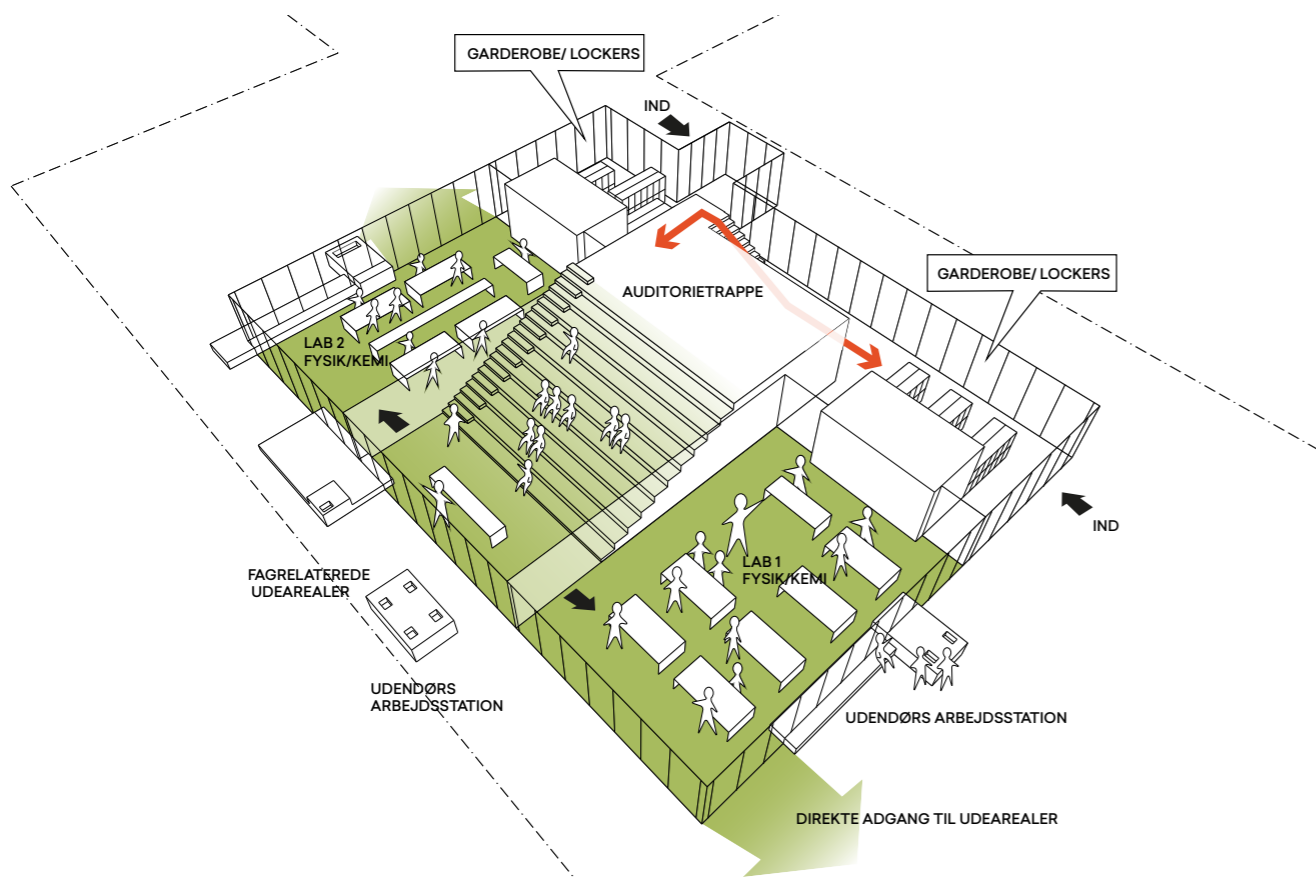 GARDEROBE/ LOCKERS
IND
GARDEROBE/ LOCKERS
AUDITORIETRAPPE
LAB 2
FYSIK/KEMI
IND
LAB 1
FYSIK/KEMI
FAGRELATEREDE
UDEAREALER
UDENDØRS
ARBEJDSSTATION
UDENDØRS ARBEJDSSTATION
DIREKTE ADGANG TIL UDEAREALER